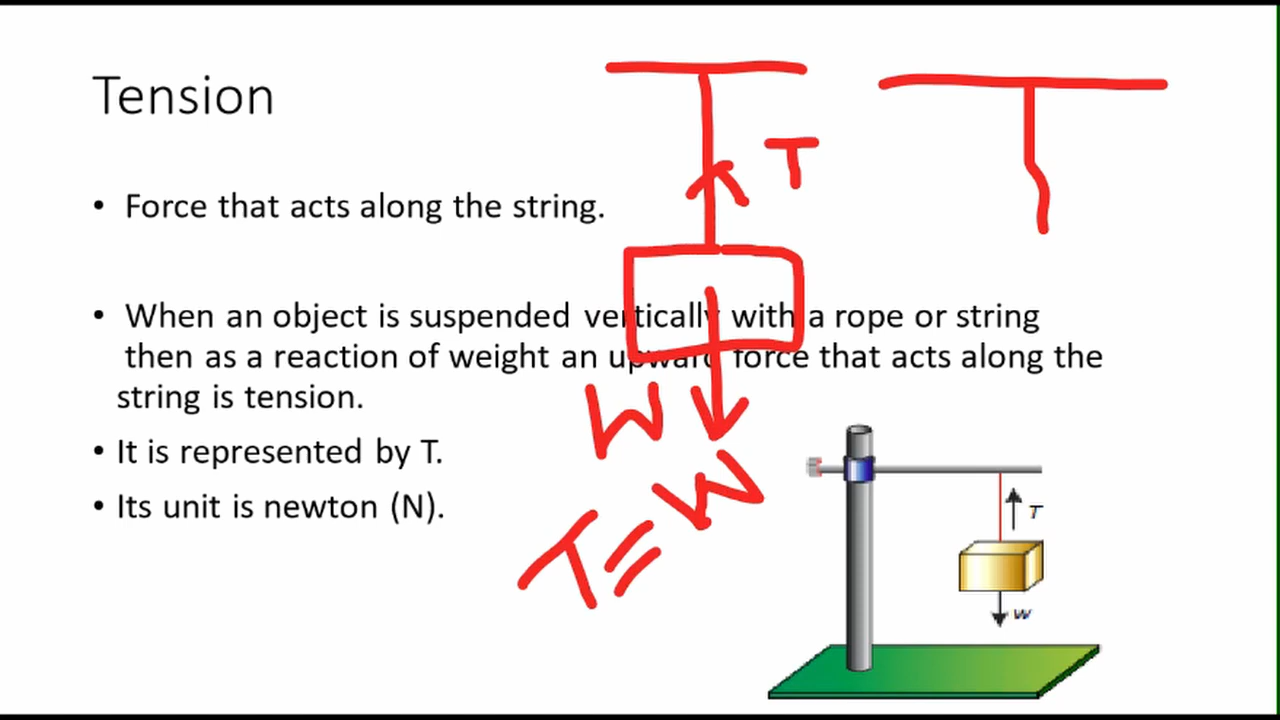 Tension
• Force that acts along the string.
• When an object is suspended vertically with a rope or string
then as a reaction of weight an upward force that acts along the
string is tension.
• It is represented by T.
• Its unit is newton (N).
T
W
T = W
T
W